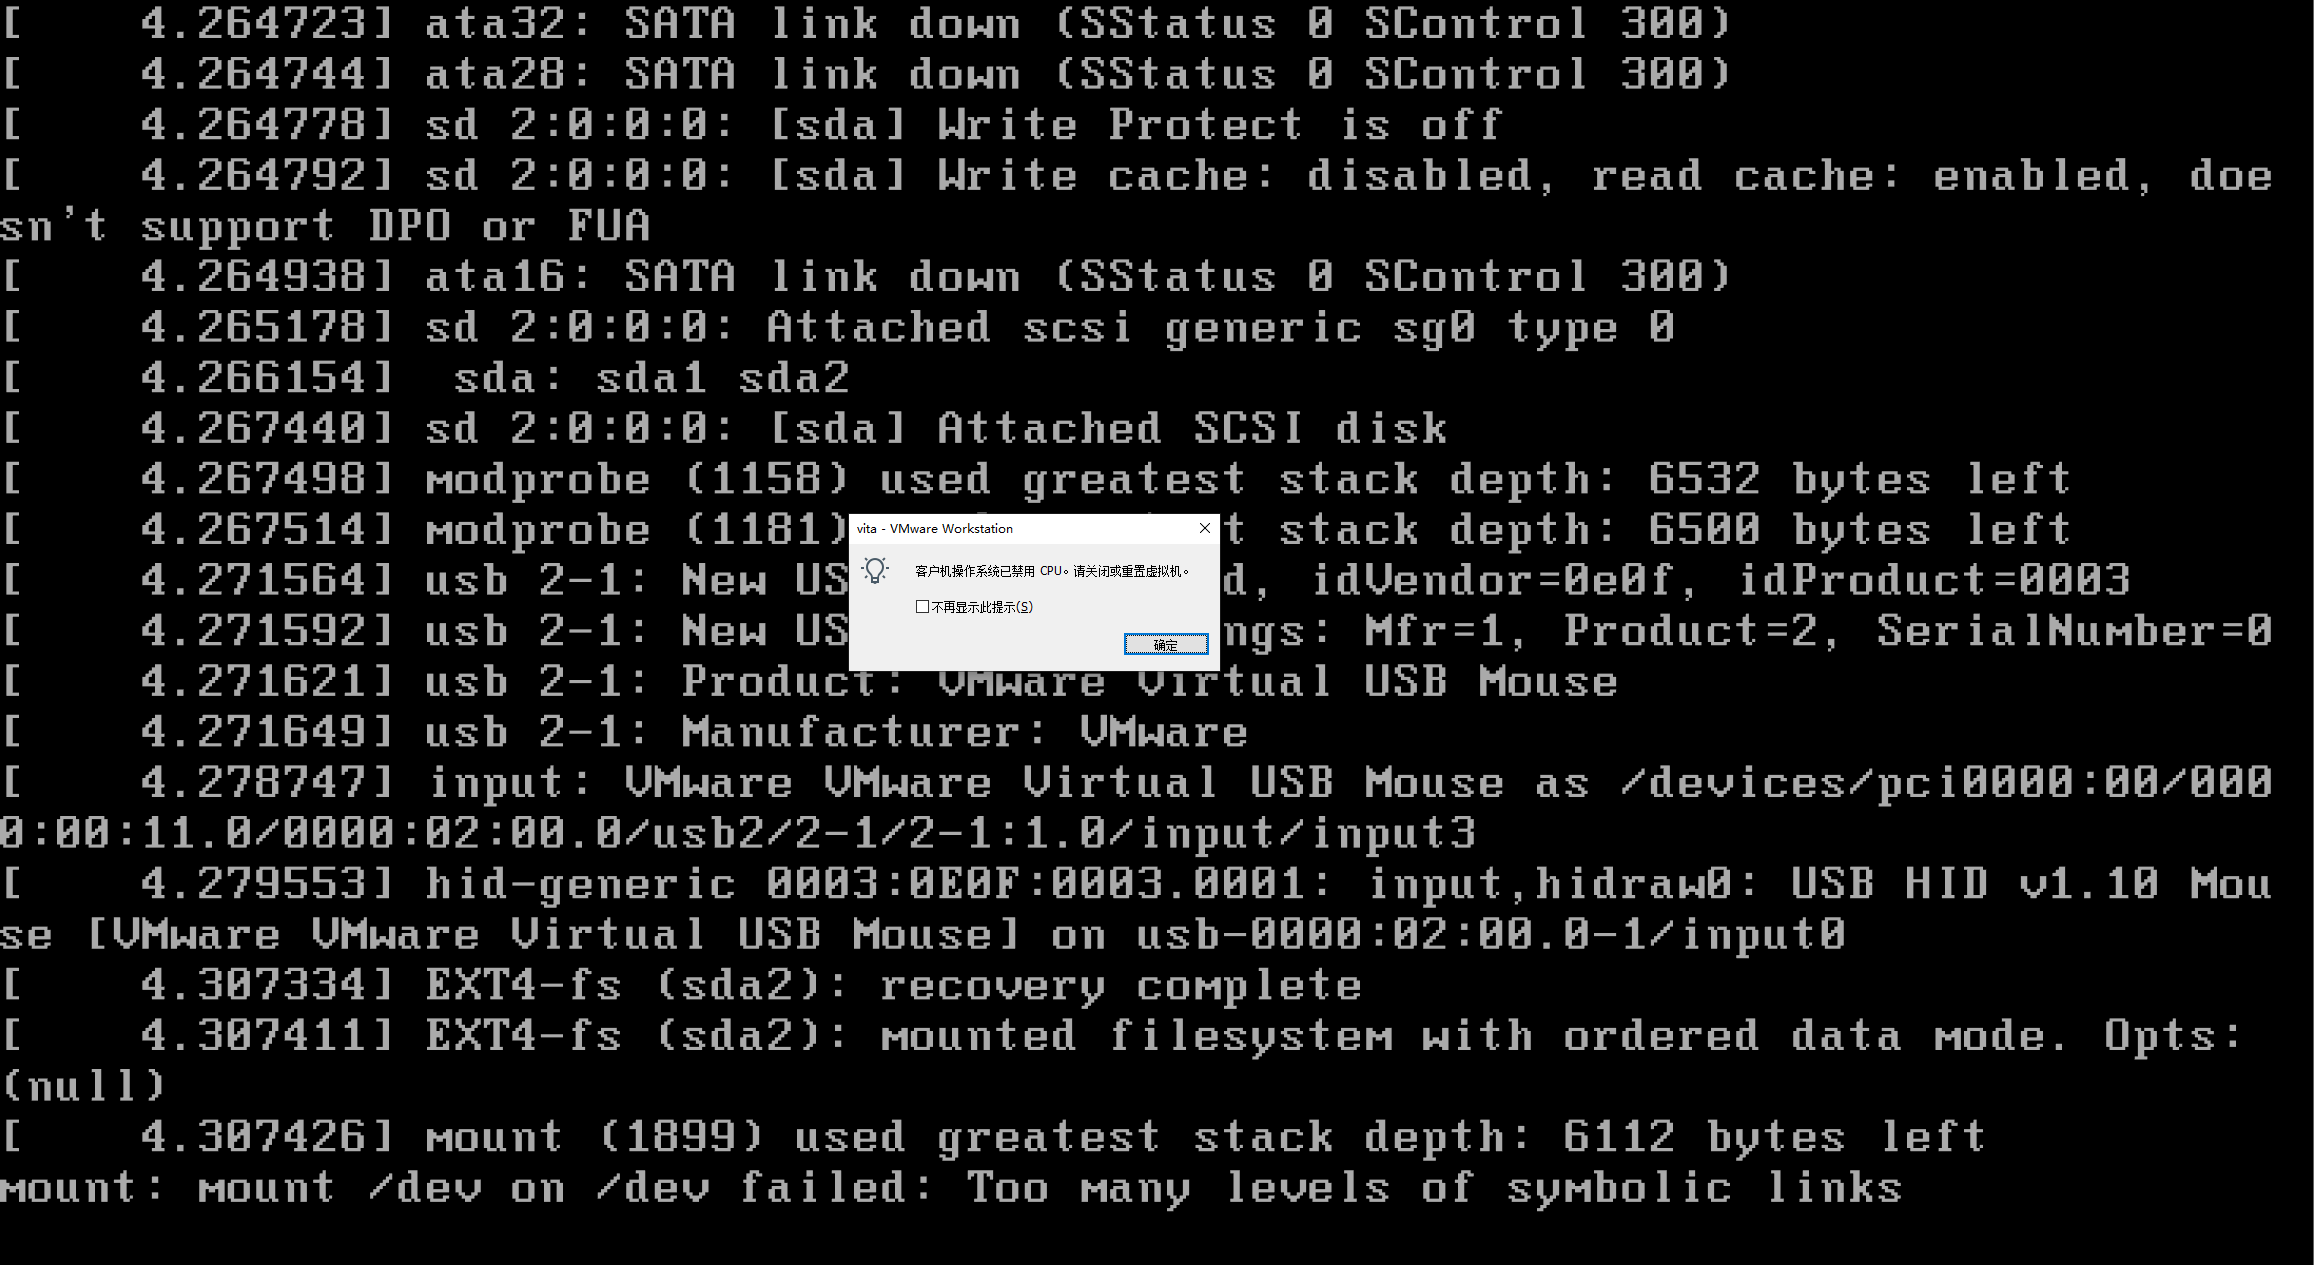 [    4.264723] ata32: SATA link down (SStatus 0 SControl 300)
[    4.264744] ata28: SATA link down (SStatus 0 SControl 300)
[    4.264778] sd 2:0:0:0: [sda] Write Protect is off
[    4.264792] sd 2:0:0:0: [sda] Write cache: disabled, read cache: enabled, doe
sn't support DPO or FUA
[    4.264938] ata16: SATA link down (SStatus 0 SControl 300)
[    4.265178] sd 2:0:0:0: Attached scsi generic sg0 type 0
[    4.266154]  sda: sda1 sda2
[    4.267440] sd 2:0:0:0: [sda] Attached SCSI disk
[    4.267498] modprobe (1158) used greatest stack depth: 6532 bytes left
[    4.267514] modprobe (1181) t stack depth: 6500 bytes left
vita - VMware Workstation
客户机操作系统已禁用 CPU。请关闭或重置虚拟机。
不再显示此提示(S)
确定
[    4.271564] usb 2-1: New US d, idVendor=0e0f, idProduct=0003
[    4.271592] usb 2-1: New US ngs: Mfr=1, Product=2, SerialNumber=0
[    4.271621] usb 2-1: Product: VMware Virtual USB Mouse
[    4.271649] usb 2-1: Manufacturer: VMware
[    4.278747] input: VMware VMware Virtual USB Mouse as /devices/pci0000:00/000
0:00:11.0/0000:02:00.0/usb2/2-1/2-1:1.0/input/input3
[    4.279553] hid-generic 0003:0E0F:0003.0001: input,hidraw0: USB HID v1.10 Mou
se [VMware VMware Virtual USB Mouse] on usb-0000:02:00.0-1/input0
[    4.307334] EXT4-fs (sda2): recovery complete
[    4.307411] EXT4-fs (sda2): mounted filesystem with ordered data mode. Opts:
(null)
[    4.307426] mount (1899) used greatest stack depth: 6112 bytes left
mount: mount /dev on /dev failed: Too many levels of symbolic links